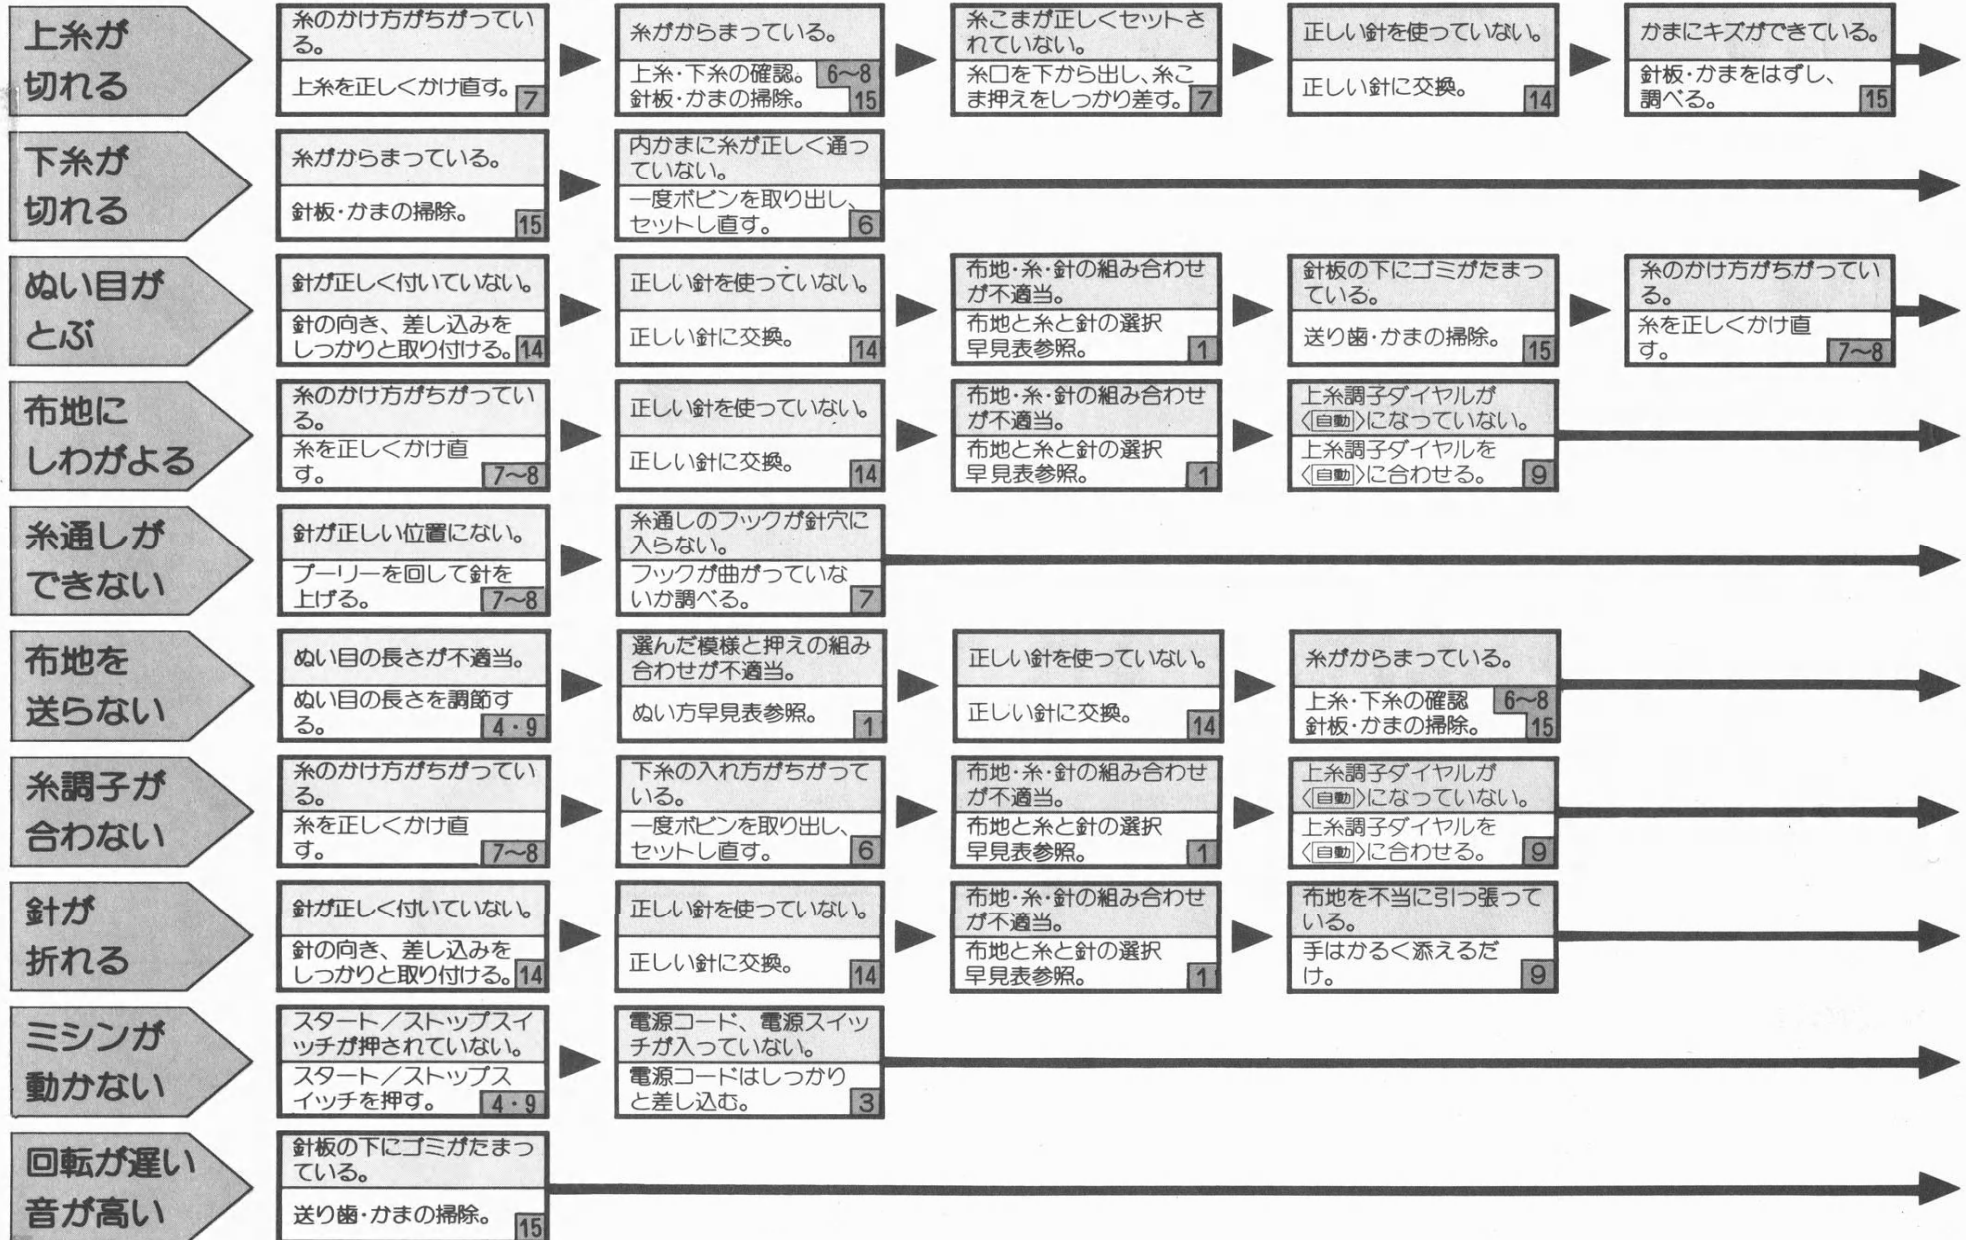 上糸が
切れる
糸のかけ方がちがってい
る。
上糸を正しくかけ直す。 7
糸がからまっている。
上糸・下糸の確認。 6〜8
針板・かまの掃除。 15
糸こまが正しくセットさ
れていない。
糸口を下から出し、糸こ
ま押えをしっかり差す。 7
正しい針を使っていない。
正しい針に交換。 14
かまにキズができている。
針板・かまをはずし、
調べる。 15
下糸が
切れる
糸がからまっている。
針板・かまの掃除。 15
内かまに糸が正しく通っ
ていない。
一度ボビンを取り出し、
セットし直す。 6
ぬい目が
とぶ
針が正しく付いていない。
針の向き、差し込みを
しっかりと取り付ける。 14
正しい針を使っていない。
正しい針に交換。 14
布地・糸・針の組み合わせ
が不適当。
布地と糸と針の選択
早見表参照。 1
針板の下にゴミがたまっ
ている。
送り歯・かまの掃除。 15
糸のかけ方がちがってい
る。
糸を正しくかけ直
す。 7〜8
布地に
しわがよる
糸のかけ方がちがってい
る。
糸を正しくかけ直
す。 7〜8
正しい針を使っていない。
正しい針に交換。 14
布地・糸・針の組み合わせ
が不適当。
布地と糸と針の選択
早見表参照。 1
上糸調子ダイヤルが
〈自動〉になっていない。
上糸調子ダイヤルを
〈自動〉に合わせる。 9
糸通しが
できない
針が正しい位置にない。
プーリーを回して針を
上げる。 7〜8
糸通しのフックが針穴に
入らない。
フックが曲がっていな
いか調べる。 7
布地を
送らない
ぬい目の長さが不適当。
ぬい目の長さを調節す
る。 4・9
選んだ模様と押えの組み
合わせが不適当。
ぬい方早見表参照。 1
正しい針を使っていない。
正しい針に交換。 14
糸がからまっている。
上糸・下糸の確認 6〜8
針板・かまの掃除。 15
糸調子が
合わない
糸のかけ方がちがってい
る。
糸を正しくかけ直
す。 7〜8
下糸の入れ方がちがって
いる。
一度ボビンを取り出し、
セットし直す。 6
布地・糸・針の組み合わせ
が不適当。
布地と糸と針の選択
早見表参照。 1
上糸調子ダイヤルが
〈自動〉になっていない。
上糸調子ダイヤルを
〈自動〉に合わせる。 9
針が
折れる
針が正しく付いていない。
針の向き、差し込みを
しっかりと取り付ける。 14
正しい針を使っていない。
正しい針に交換。 14
布地・糸・針の組み合わせ
が不適当。
布地と糸と針の選択
早見表参照。 1
布地を不当に引っ張って
いる。
手はかるく添えるだ
け。 9
ミシンが
動かない
スタート/ストップスイ
ッチが押されていない。
スタート/ストップス
イッチを押す。 4・9
電源コード、電源スイッ
チが入っていない。
電源コードはしっかり
と差し込む。 3
回転が遅い
音が高い
針板の下にゴミがたまっ
ている。
送り歯・かまの掃除。 15